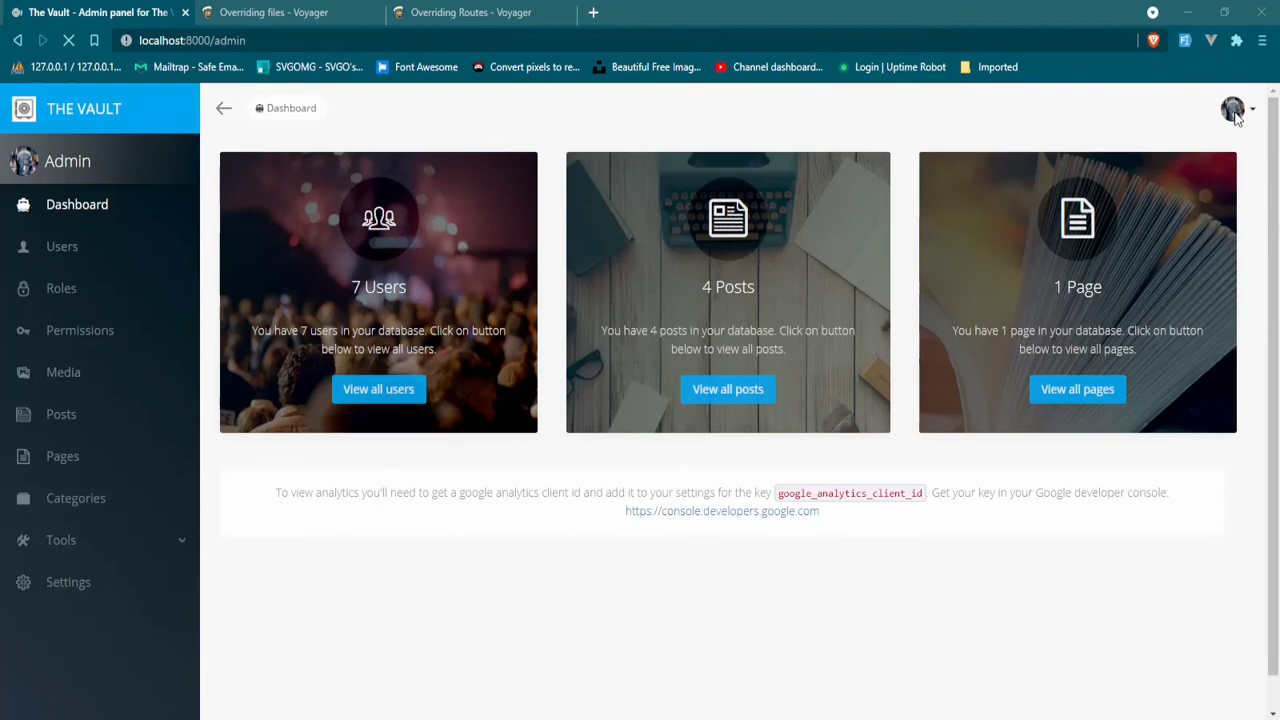 The Vault - Admin panel for The V
Overriding files - Voyager
Overriding Routes - Voyager
localhost:8000/admin
127.0.0.1 / 127.0.0.1...
Mailtrap - Safe Ema...
SVGOMG - SVGO's...
Font Awesome
Convert pixels to re...
Beautiful Free Imag...
Channel dashboard...
Login | Uptime Robot
Imported
THE VAULT
Dashboard
Admin
Dashboard
Users
Roles
Permissions
Media
Posts
Pages
Categories
Tools
Settings
7 Users
You have 7 users in your database. Click on button
below to view all users.
View all users
4 Posts
You have 4 posts in your database. Click on button
below to view all posts.
View all posts
1 Page
You have 1 page in your database. Click on button
below to view all pages.
View all pages
To view analytics you'll need to get a google analytics client id and add it to your settings for the key google_analytics_client_id. Get your key in your Google developer console:
https://console.developers.google.com